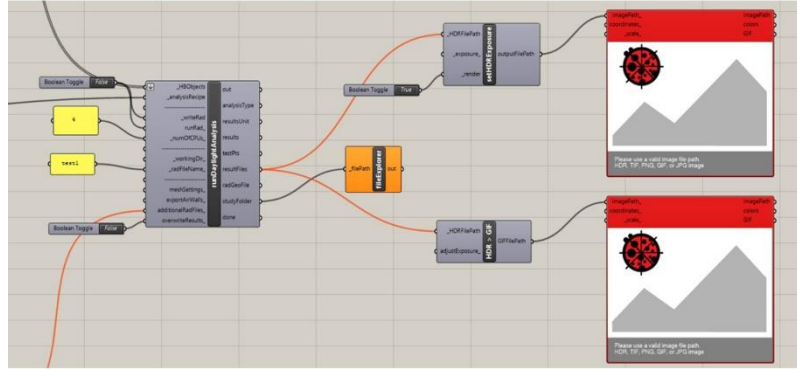 Boolean Toggle False
6
test1
Boolean Toggle False
_HBObjects
_analysisRecipe
_writeRad
runRad_
_numOfCPUs_
_workingDir_
_radFileName_
meshSettings_
exportAirWalls_
additionalRadFiles_
overwriteResults_
runDaylightAnalysis
out
analysisType
resultsUnit
results
testPts
resultFiles
radGeoFile
studyFolder
done
_HDRFilePath
_exposure_
_render
setHDRExposure
outputFilePath
Boolean Toggle True
_filePath
fileExplorer
out
_HDRFilePath
adjustExposure_
HDR > GIF
GIFFilePath
_imagePath_
coordinates_
_scale_
imagePath
colors
GIF
Please use a valid image file path.
HDR, TIF, PNG, GIF, or JPG image
_imagePath_
coordinates_
_scale_
imagePath
colors
GIF
Please use a valid image file path.
HDR, TIF, PNG, GIF, or JPG image